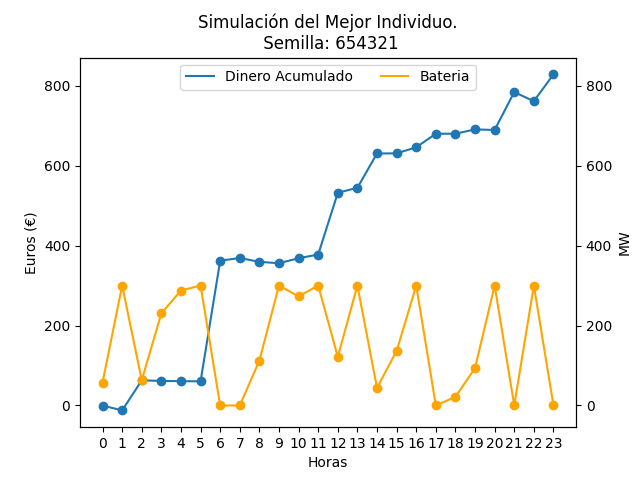 Simulación del Mejor Individuo.
Semilla: 654321
Dinero Acumulado
Bateria
Euros (€)
800
600
400
200
0
800
600
400
200
0
MW
0 1 2 3 4 5 6 7 8 9 10 11 12 13 14 15 16 17 18 19 20 21 22 23
Horas